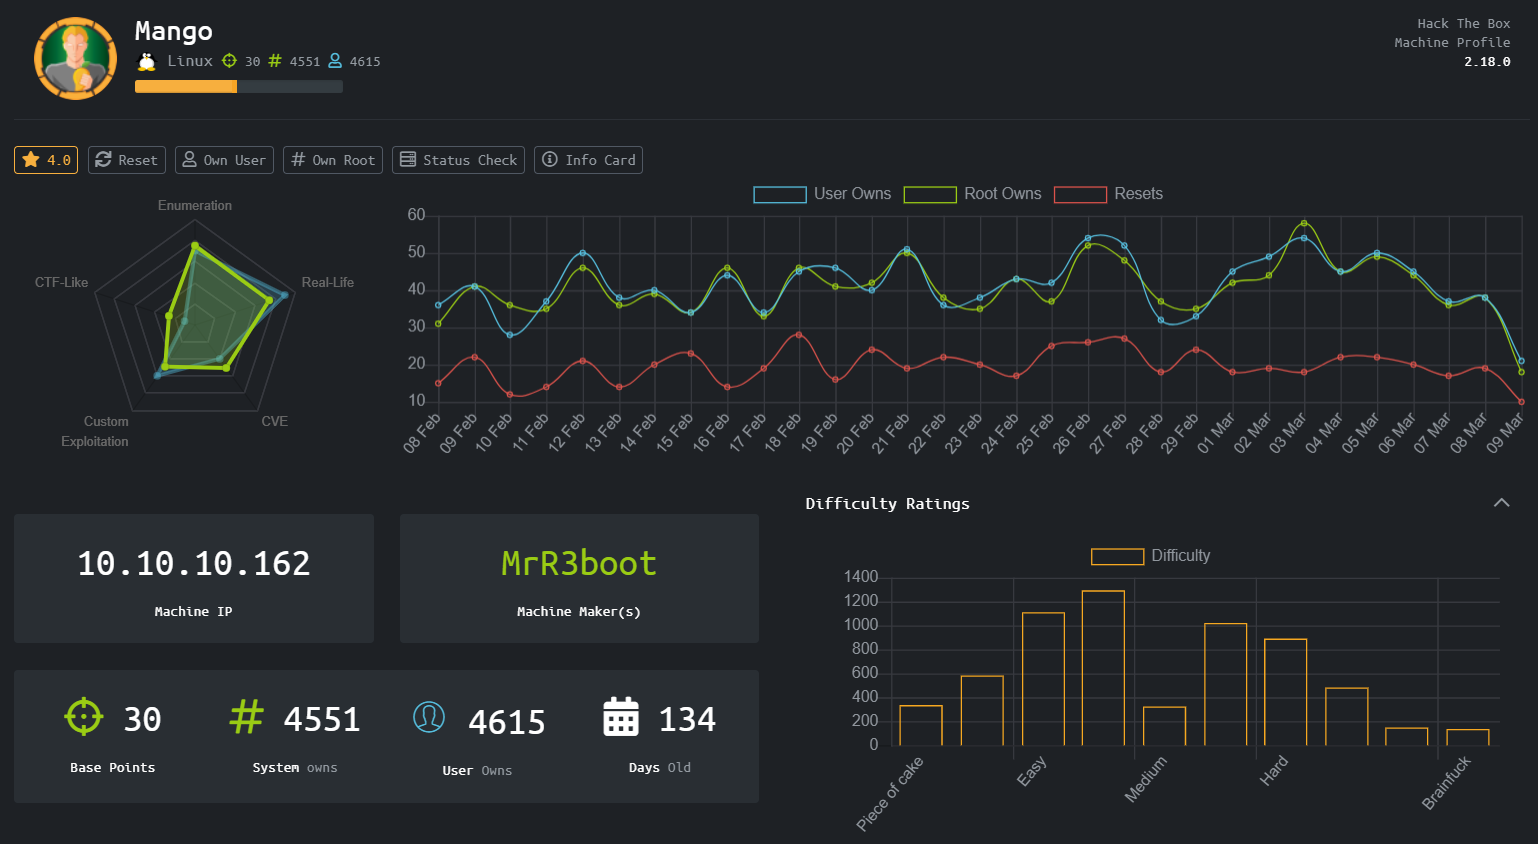 Mango
Linux 30 4551 4615
Hack The Box
Machine Profile
2.18.0
4.0 Reset Own User Own Root Status Check Info Card
Enumeration
CTF-Like
Real-Life
Custom
Exploitation
CVE
User Owns Root Owns Resets
60
50
40
30
20
10
08 Feb 09 Feb 10 Feb 11 Feb 12 Feb 13 Feb 14 Feb 15 Feb 16 Feb 17 Feb 18 Feb 19 Feb 20 Feb 21 Feb 22 Feb 23 Feb 24 Feb 25 Feb 26 Feb 27 Feb 28 Feb 29 Feb 01 Mar 02 Mar 03 Mar 04 Mar 05 Mar 06 Mar 07 Mar 08 Mar 09 Mar
10.10.10.162
Machine IP
MrR3boot
Machine Maker(s)
30
Base Points
4551
System owns
4615
User Owns
134
Days Old
Difficulty Ratings
Difficulty
1400
1200
1000
800
600
400
200
0
Piece of cake Easy Medium Hard Brainfuck